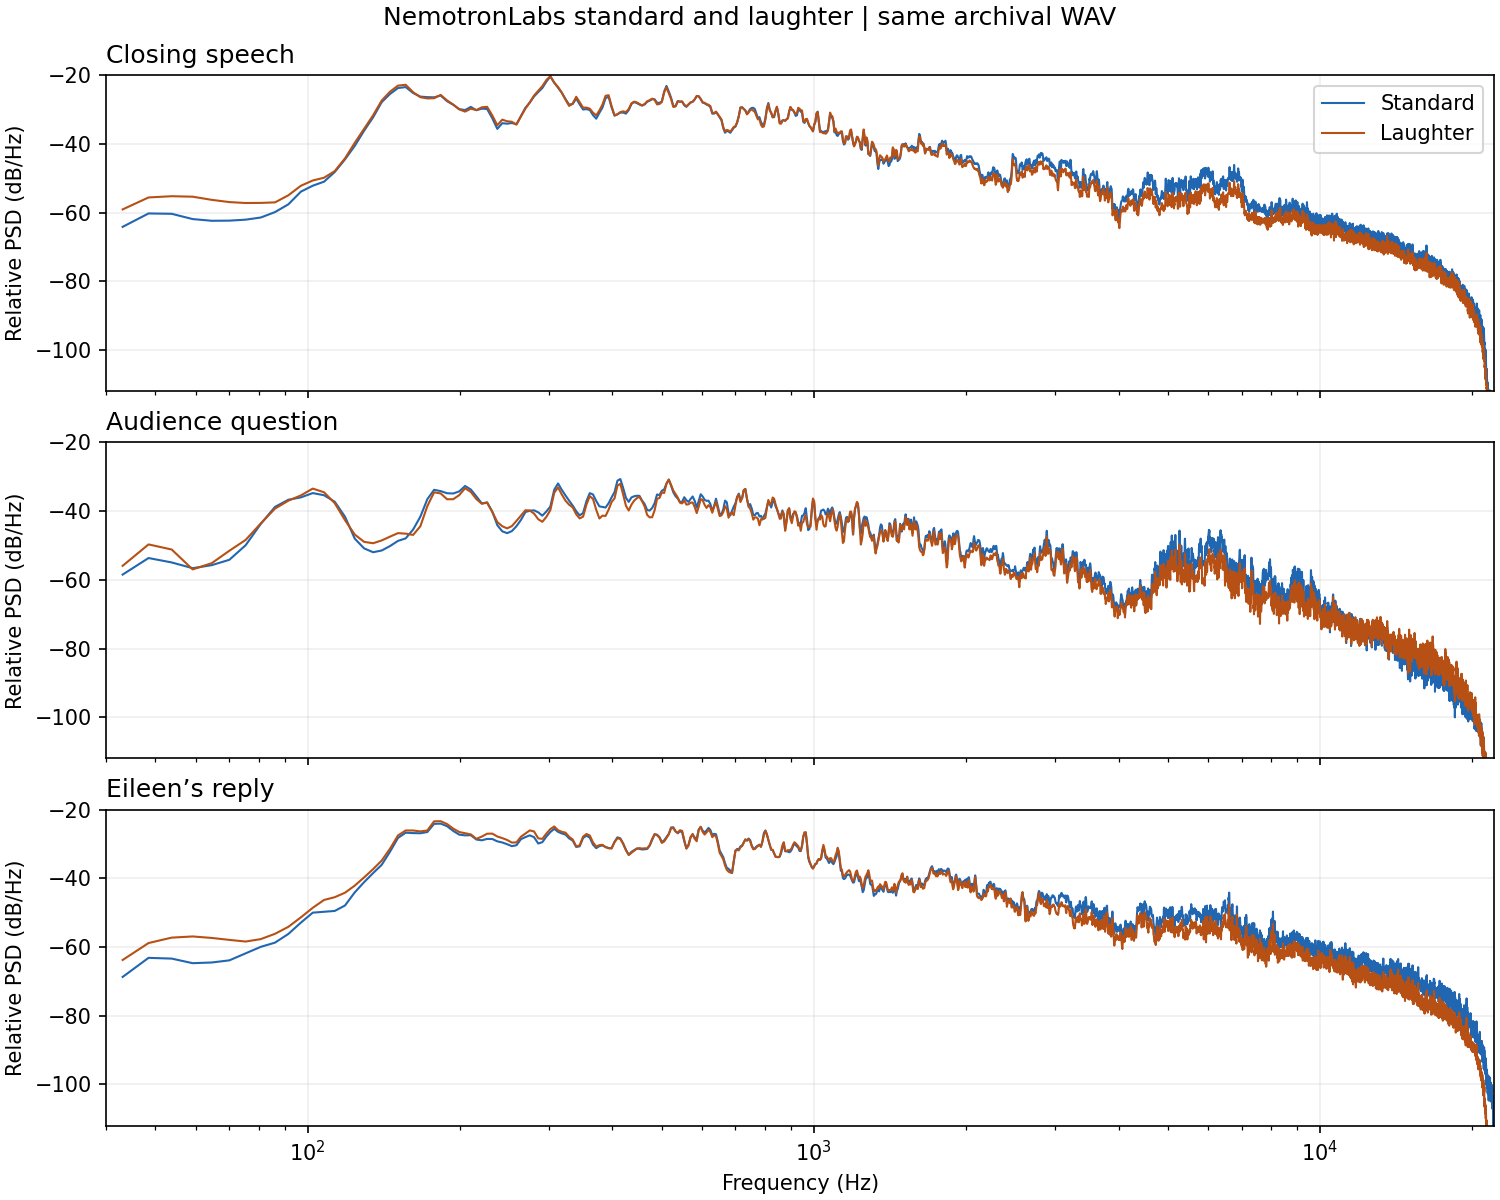 NemotronLabs standard and laughter | same archival WAV
Closing speech
Relative PSD (dB/Hz)
−20
−40
−60
−80
−100
Standard
Laughter
Audience question
Relative PSD (dB/Hz)
−20
−40
−60
−80
−100
Eileen’s reply
Relative PSD (dB/Hz)
−20
−40
−60
−80
−100
10² 10³ 10⁴
Frequency (Hz)